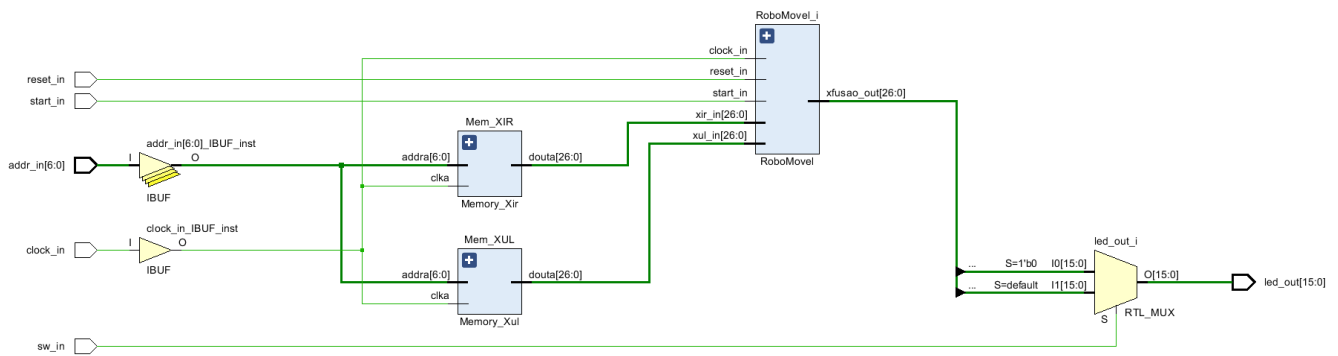 RoboMovel_i
clock_in
reset_in
reset_in
start_in
start_in
xfusao_out[26:0]
xir_in[26:0]
Mem_XIR
xul_in[26:0]
addr_in[6:0]_IBUF_inst
I
O
addra[6:0]
douta[26:0]
RoboMovel
addr_in[6:0]
clka
IBUF
Memory_Xir
clock_in_IBUF_inst
Mem_XUL
led_out_i
clock_in
I
O
... S=1'b0 I0[15:0]
IBUF
addra[6:0]
douta[26:0]
O[15:0]
led_out[15:0]
... S=default I1[15:0]
clka
S
RTL_MUX
Memory_Xul
sw_in